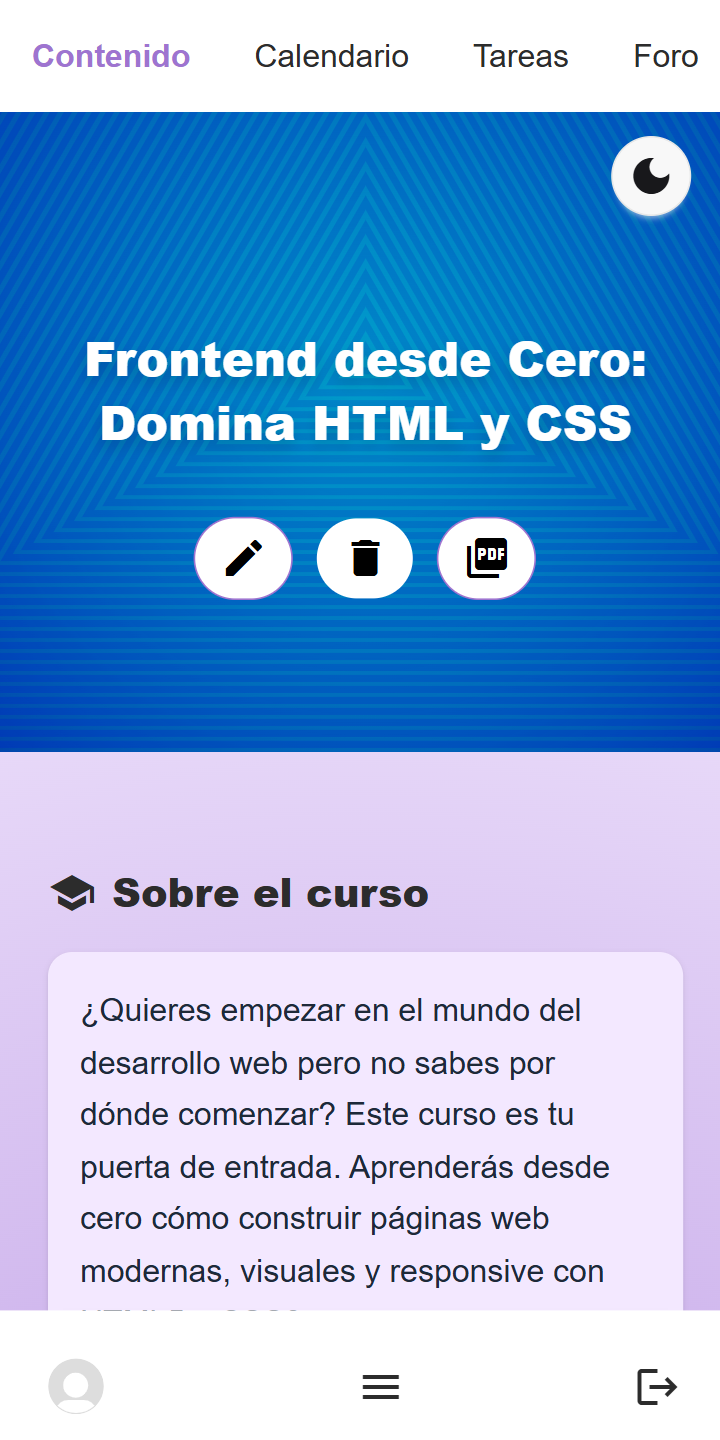 Contenido Calendario Tareas Foro
Frontend desde Cero:
Domina HTML y CSS
PDF
Sobre el curso
¿Quieres empezar en el mundo del
desarrollo web pero no sabes por
dónde comenzar? Este curso es tu
puerta de entrada. Aprenderás desde
cero cómo construir páginas web
modernas, visuales y responsive con